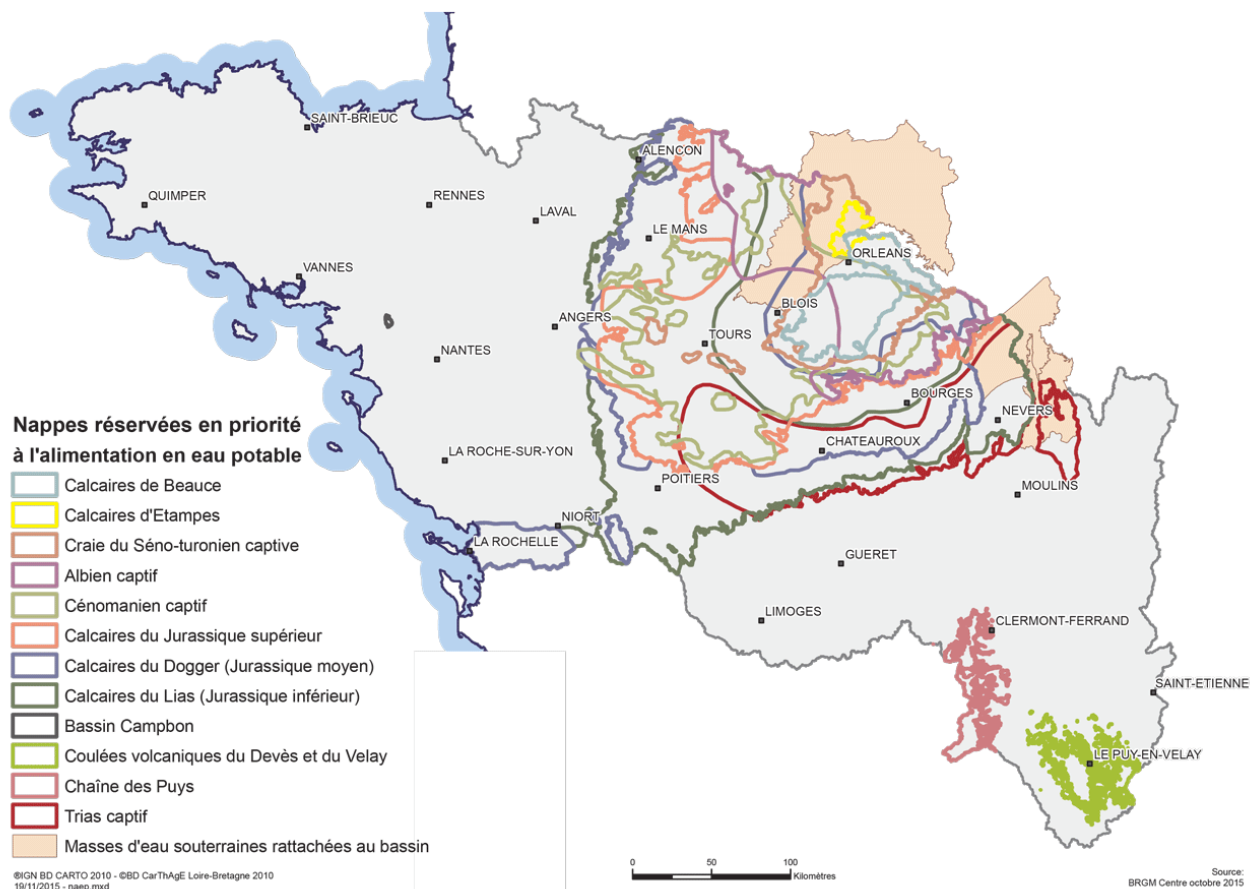 SAINT-BRIEUC
ALENÇON
QUIMPER
RENNES
LAVAL
LE MANS
ORLEANS
VANNES
BLOIS
ANGERS
TOURS
NANTES
BOURGES
NEVERS
CHATEAUROUX
LA ROCHE-SUR-YON
POITIERS
MOULINS
NIORT
LA ROCHELLE
GUERET
LIMOGES
CLERMONT-FERRAND
SAINT-ETIENNE
LE PUY-EN-VELAY
Nappes réservées en priorité
à l'alimentation en eau potable
Calcaires de Beauce
Calcaires d'Etampes
Craie du Séno-turonien captive
Albien captif
Cénomanien captif
Calcaires du Jurassique supérieur
Calcaires du Dogger (Jurassique moyen)
Calcaires du Lias (Jurassique inférieur)
Bassin Campbon
Coulées volcaniques du Devès et du Velay
Chaîne des Puys
Trias captif
Masses d'eau souterraines rattachées au bassin
®IGN BD CARTO 2010 - ©BD CarThAgE Loire-Bretagne 2010
19/11/2015 - naep.mxd
0 50 100
Kilomètres
Source:
BRGM Centre octobre 2015